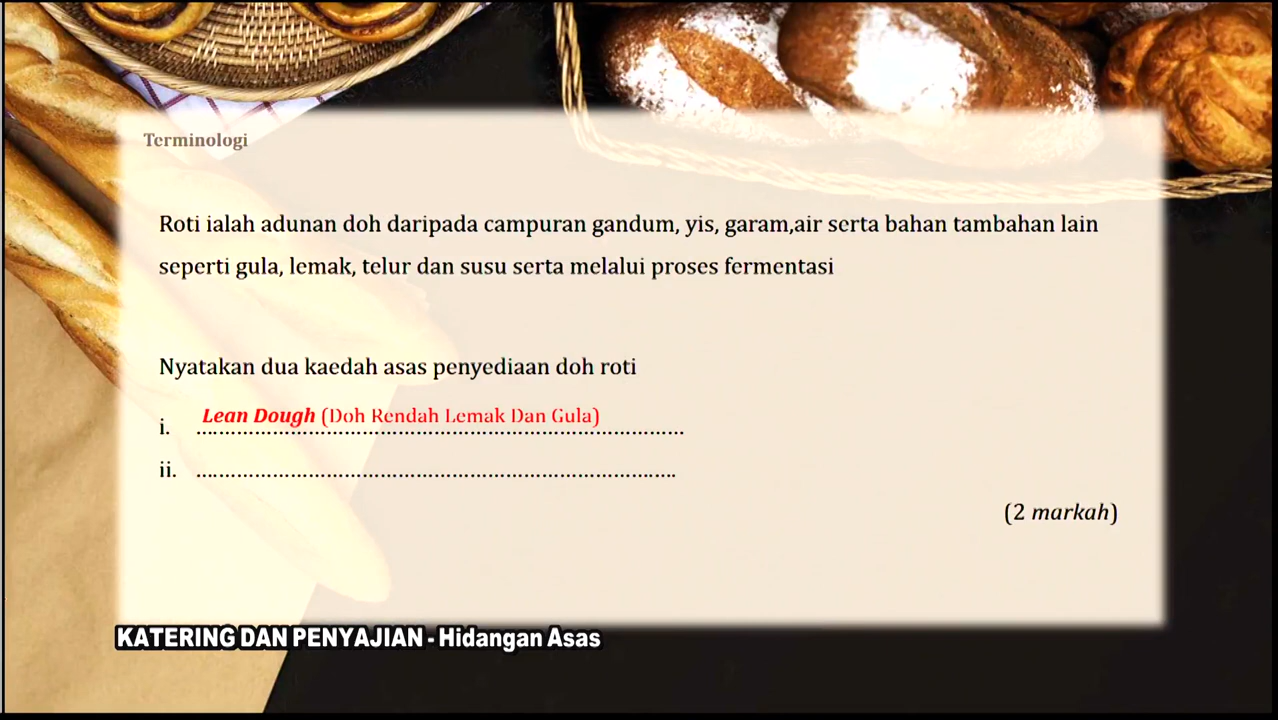 Terminologi
Roti ialah adunan doh daripada campuran gandum, yis, garam,air serta bahan tambahan lain
seperti gula, lemak, telur dan susu serta melalui proses fermentasi
Nyatakan dua kaedah asas penyediaan doh roti
i. Lean Dough (Doh Rendah Lemak Dan Gula)
ii. ……………………………………………………………………….
(2 markah)
KATERING DAN PENYAJIAN - Hidangan Asas